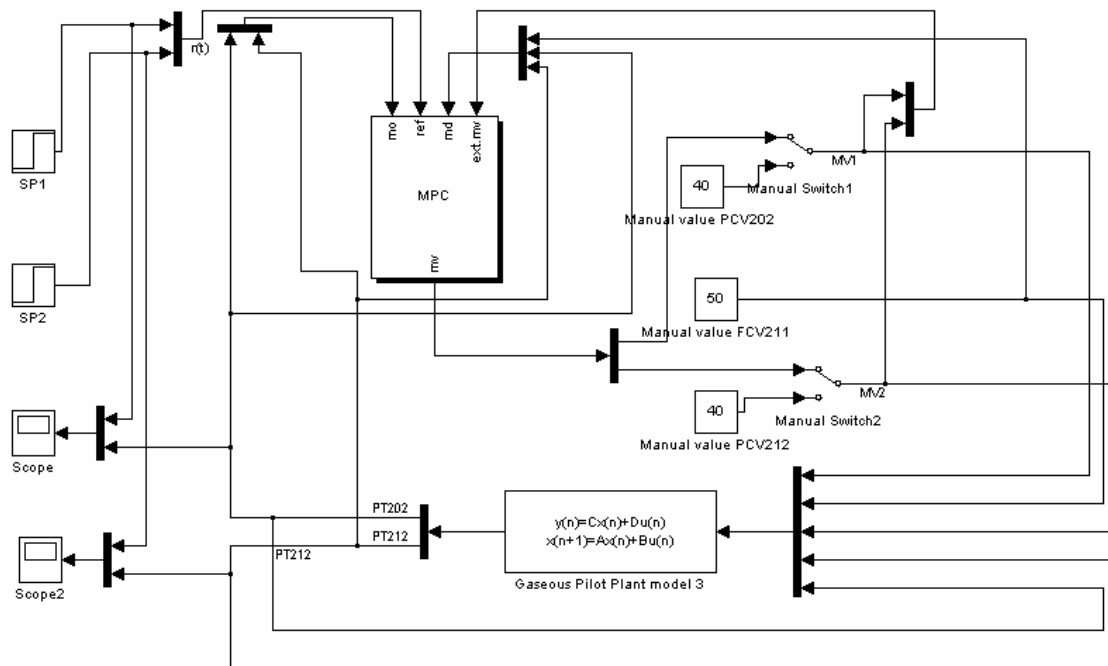 r(t)
mo
ref
md
ext.mv
MPC
mv
SP1
SP2
40
Manual value PCV202
Manual Switch1
MV1
50
Manual value FCV211
40
Manual value PCV212
Manual Switch2
MV2
Scope
Scope2
PT202
PT212
PT212
y(n)=Cx(n)+Du(n)
x(n+1)=Ax(n)+Bu(n)
Gaseous Pilot Plant model 3